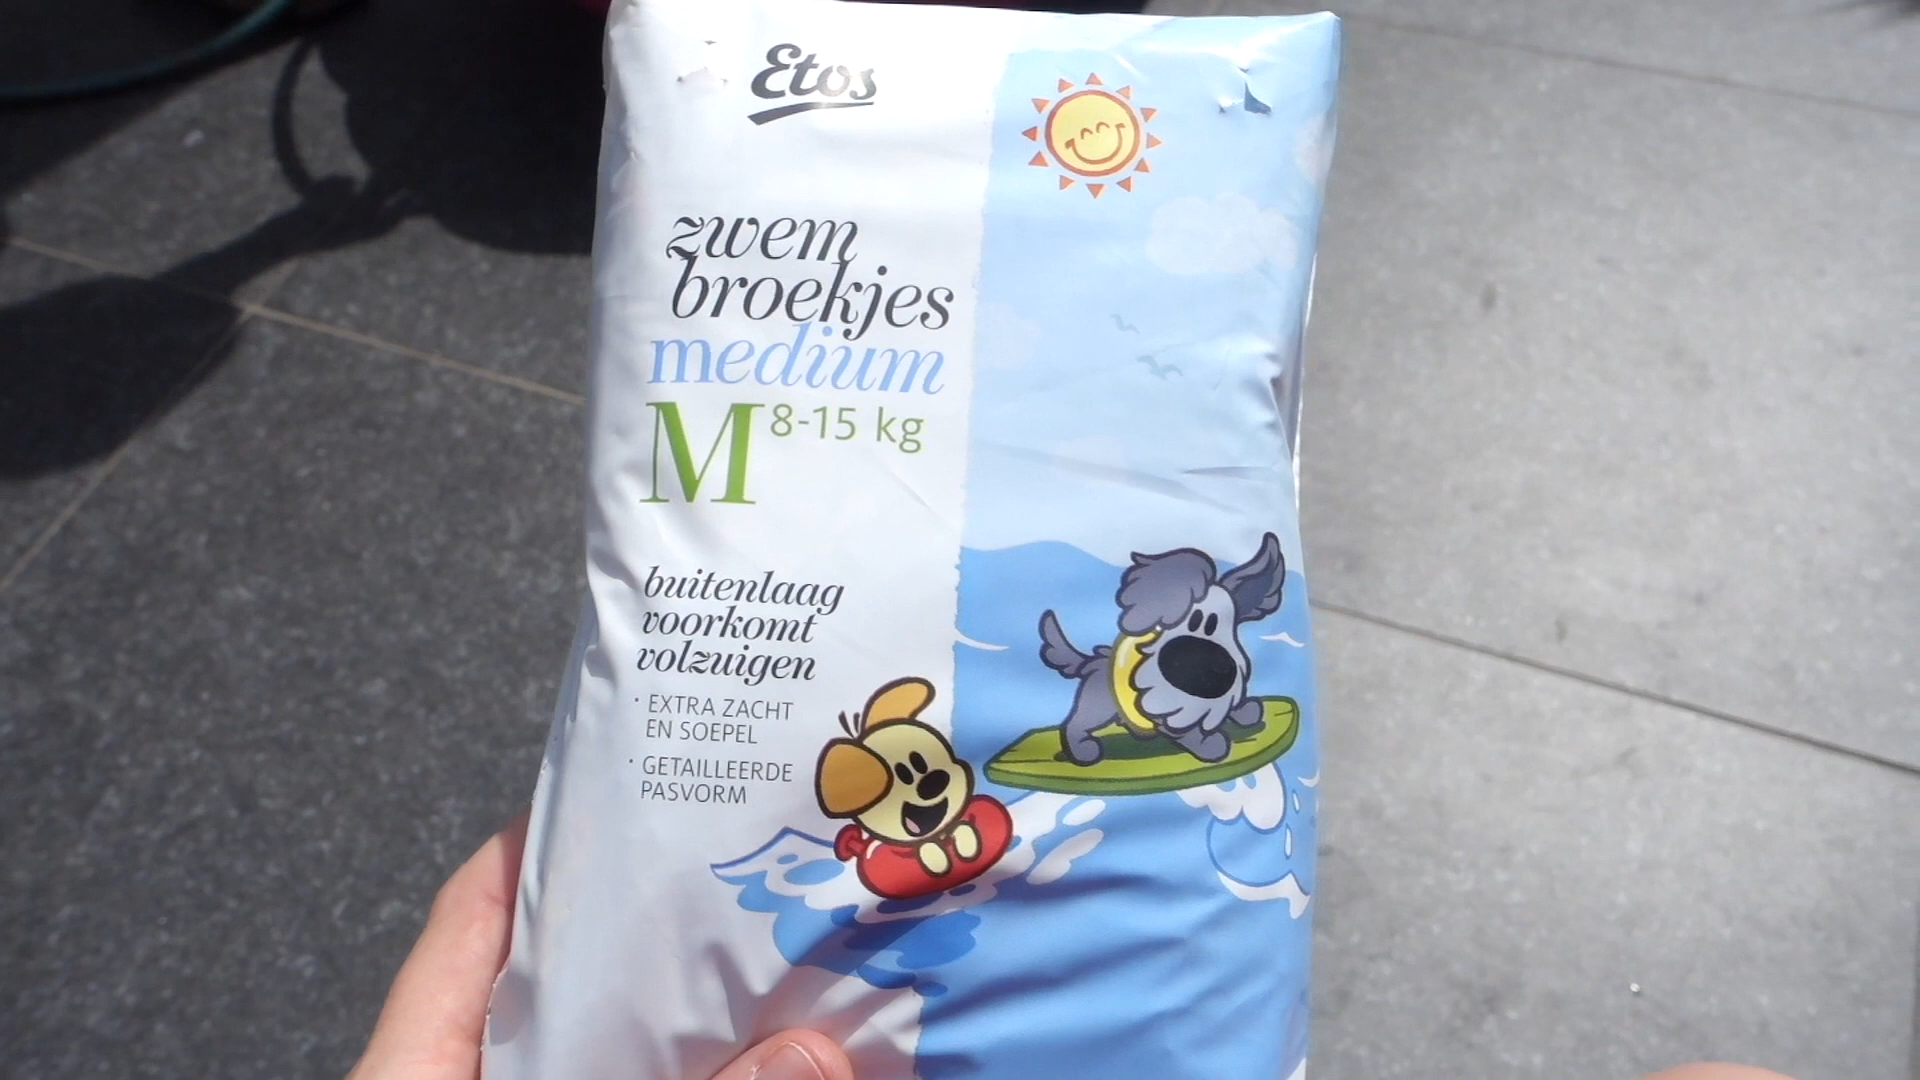 Etos
zwem
broekjes
medium
M 8-15 kg
buitenlaag
voorkomt
volzuigen
· EXTRA ZACHT
EN SOEPEL
· GETAILLEERDE
PASVORM